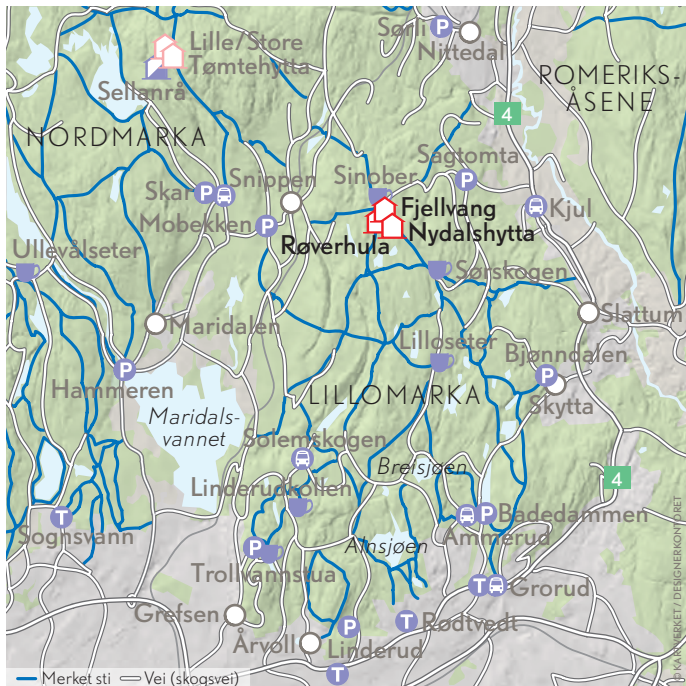 Sørli
P
Nittedal
Lille/Store
Tømtehytta
Sellanrå
ROMERIKS-
ÅSENE
4
NORDMARKA
Sagtomta
P
Sinober
Skar P
Snippen
Fjellvang
Kjul
Mobekken P
Nydalshytta
Røverhula
Ullevålseter
Sørskogen
Slattum
Maridalen
Lilloseter
Bjønndalen
P
Hammeren
P
LILLOMARKA
Skytta
Maridals-
vannet
Solemskogen
Breisjøen
4
Linderudkollen
T
Sognsvann
P Badedammen
Ammerud
Alnsjøen
P
Trollvannstua
T Grorud
Grefsen
T Rødtvedt
Årvoll
P
Linderud
T
Merket sti
Vei (skogsvei)
© KARTVERKET / DESIGNERKONTORET